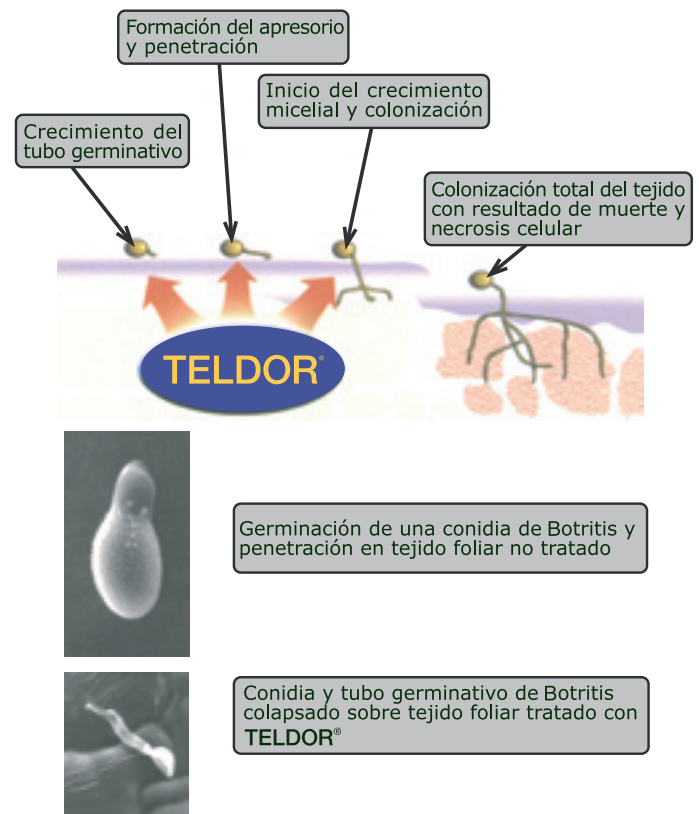 Formación del apresorio
y penetración
Inicio del crecimiento
micelial y colonización
Crecimiento del
tubo germinativo
Colonización total del tejido
con resultado de muerte y
necrosis celular
TELDOR®
Germinación de una conidia de Botritis y
penetración en tejido foliar no tratado
Conidia y tubo germinativo de Botritis
colapsado sobre tejido foliar tratado con
TELDOR®